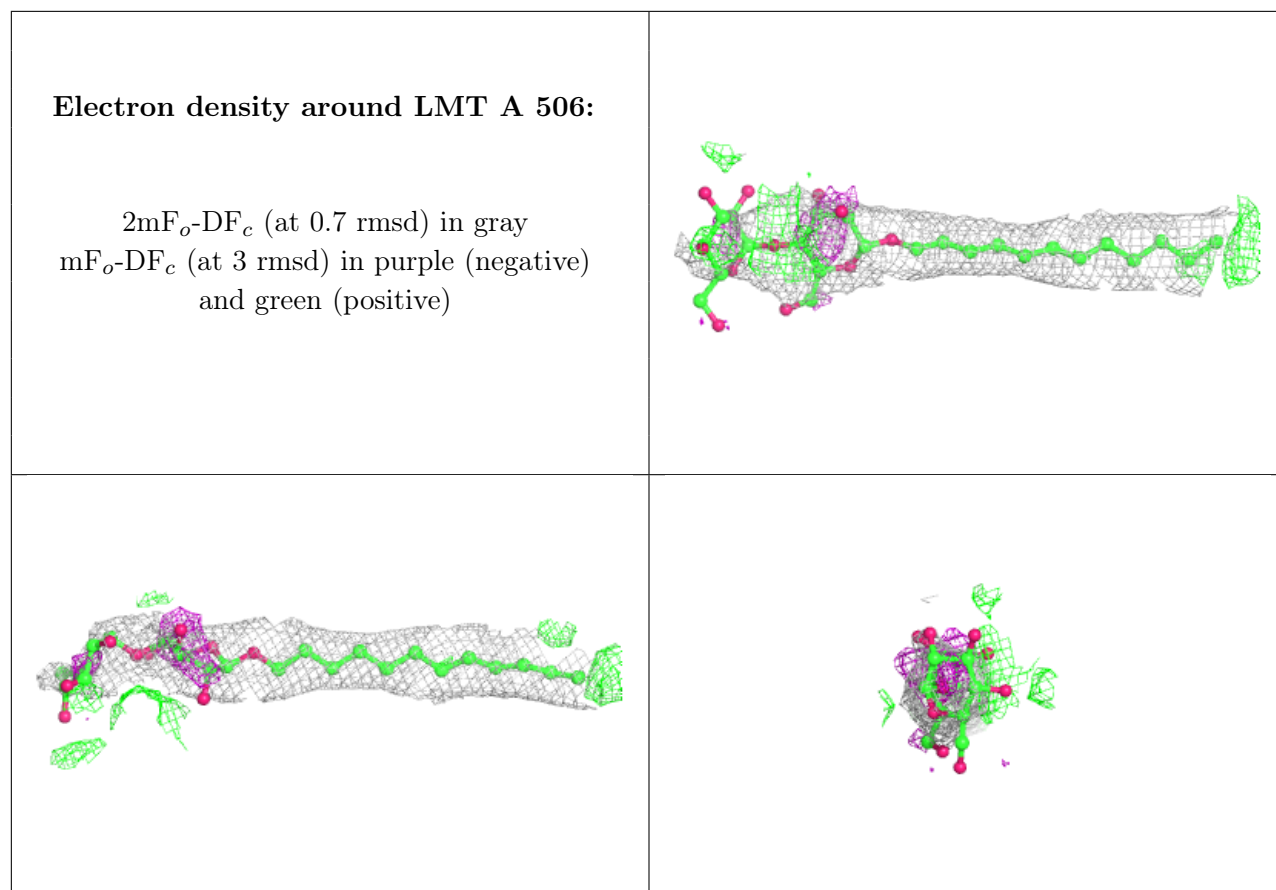 Electron density around LMT A 506:
2mFo-DFc (at 0.7 rmsd) in gray
mFo-DFc (at 3 rmsd) in purple (negative)
and green (positive)